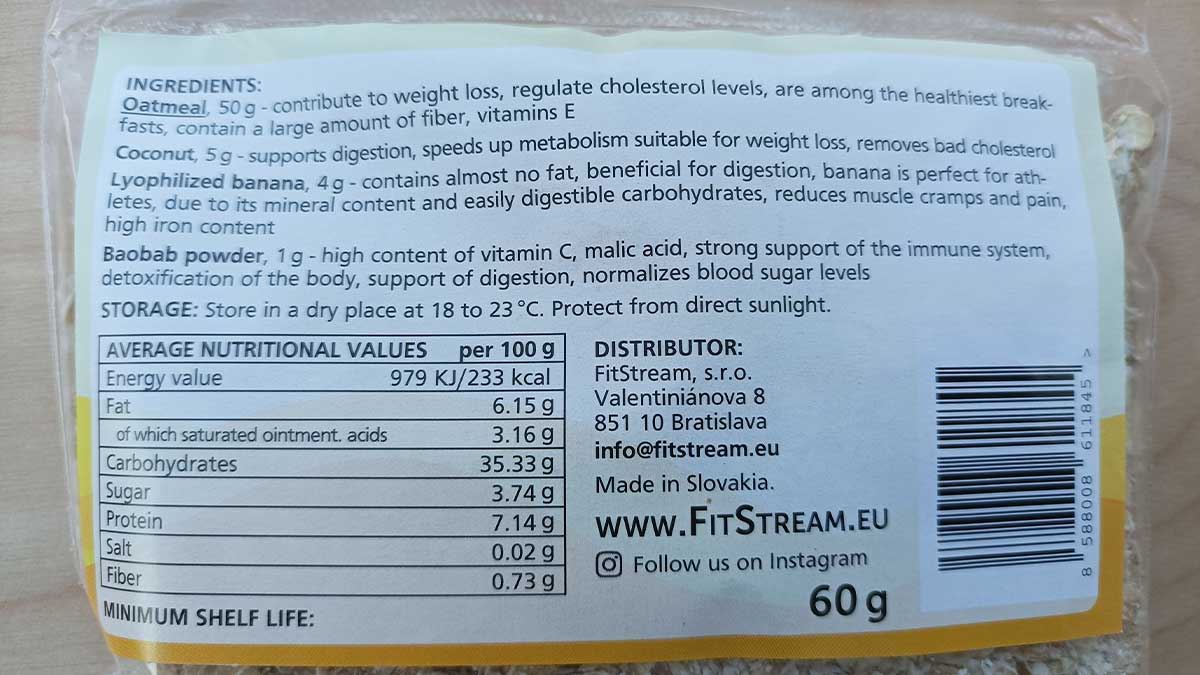 INGREDIENTS:
Oatmeal, 50 g - contribute to weight loss, regulate cholesterol levels, are among the healthiest break-
fasts, contain a large amount of fiber, vitamins E
Coconut, 5 g - supports digestion, speeds up metabolism suitable for weight loss, removes bad cholesterol
Lyophilized banana, 4 g - contains almost no fat, beneficial for digestion, banana is perfect for ath-
letes, due to its mineral content and easily digestible carbohydrates, reduces muscle cramps and pain,
high iron content
Baobab powder, 1 g - high content of vitamin C, malic acid, strong support of the immune system,
detoxification of the body, support of digestion, normalizes blood sugar levels
STORAGE: Store in a dry place at 18 to 23 °C. Protect from direct sunlight.
AVERAGE NUTRITIONAL VALUES per 100 g
Energy value 979 KJ/233 kcal
Fat 6.15 g
of which saturated ointment. acids 3.16 g
Carbohydrates 35.33 g
Sugar 3.74 g
Protein 7.14 g
Salt 0.02 g
Fiber 0.73 g
MINIMUM SHELF LIFE:
DISTRIBUTOR:
FitStream, s.r.o.
Valentiniánova 8
851 10 Bratislava
info@fitstream.eu
Made in Slovakia.
WWW.FITSTREAM.EU
Follow us on Instagram
60 g
8 588008 611845 >